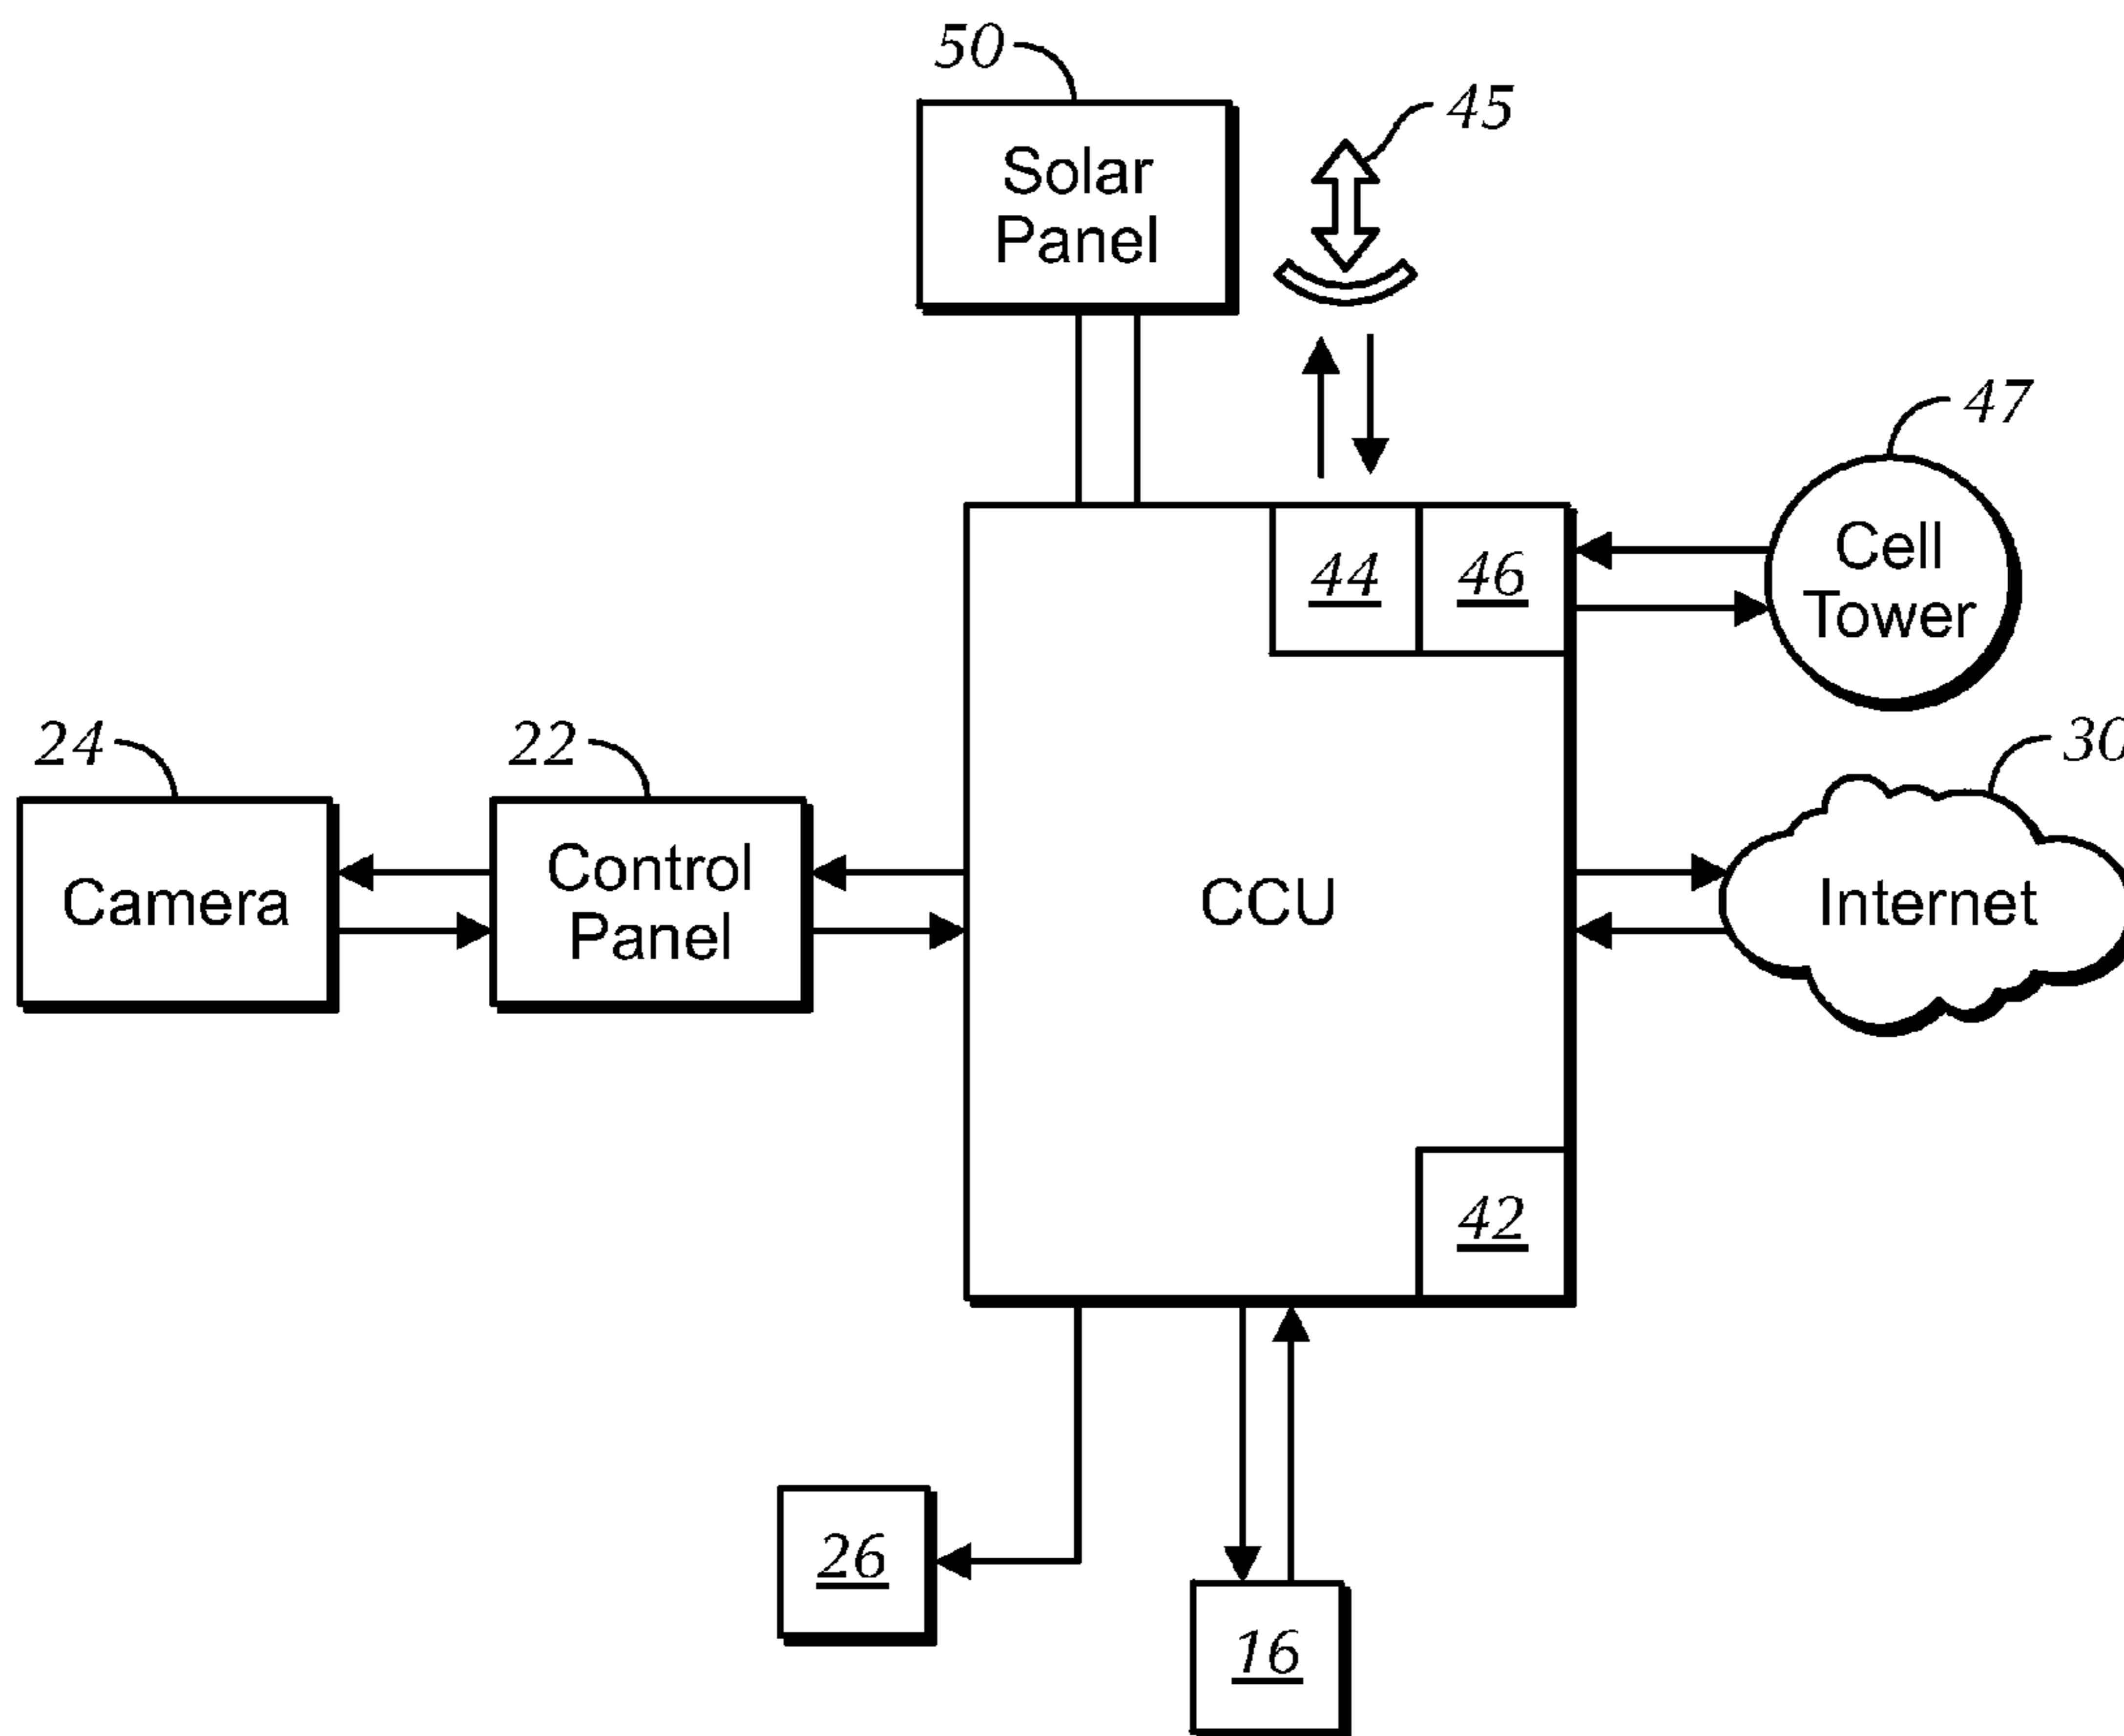 50
45
Solar
Panel
47
44
46
Cell
Tower
24
22
30
Camera
Control
Panel
CCU
Internet
42
26
16